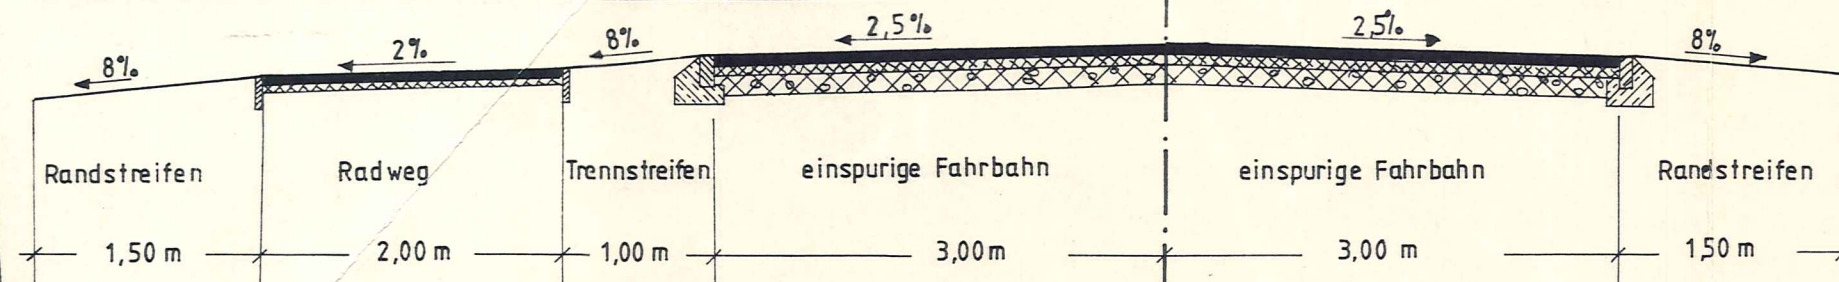 8% 2% 8% 2,5% 2,5% 8%
Randstreifen Radweg Trennstreifen einspurige Fahrbahn einspurige Fahrbahn Randstreifen
1,50 m 2,00 m 1,00 m 3,00 m 3,00 m 1,50 m